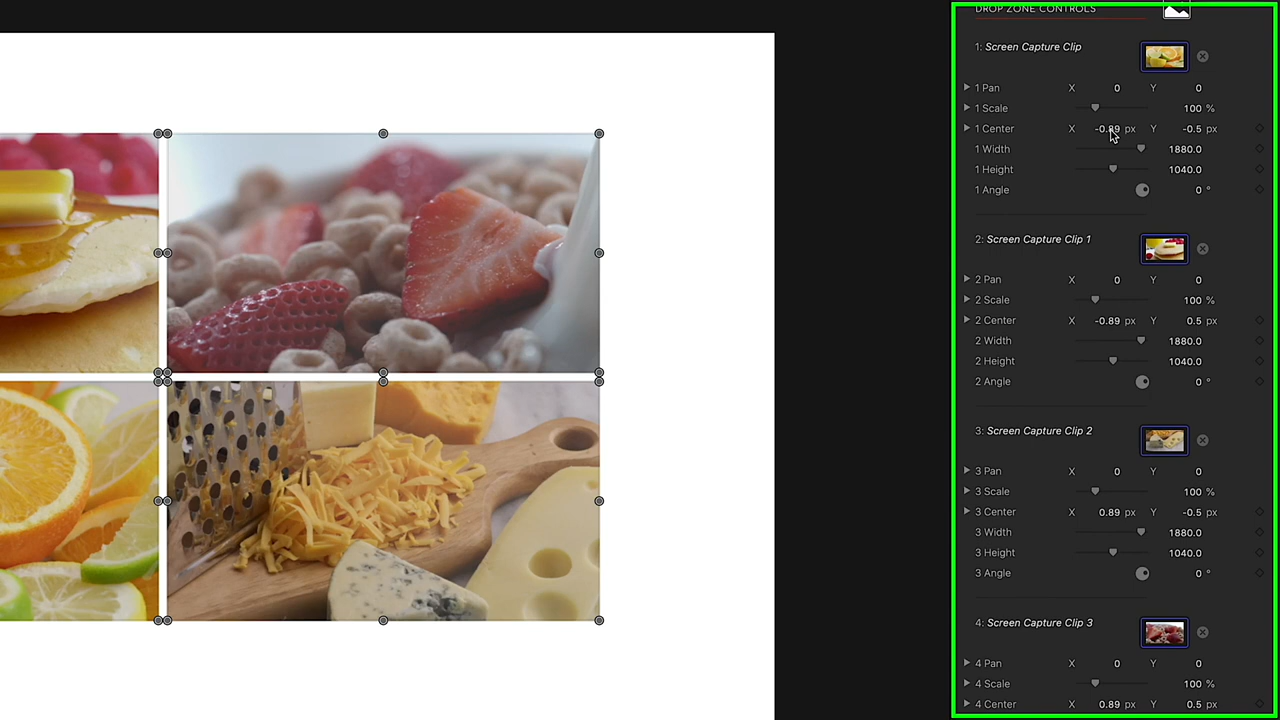 DROP ZONE CONTROLS
1: Screen Capture Clip
1 Pan X 0 Y 0
1 Scale 100 %
1 Center X -0.89 px Y -0.5 px
1 Width 1880.0
1 Height 1040.0
1 Angle 0 °
2: Screen Capture Clip 1
2 Pan X 0 Y 0
2 Scale 100 %
2 Center X -0.89 px Y 0.5 px
2 Width 1880.0
2 Height 1040.0
2 Angle 0 °
3: Screen Capture Clip 2
3 Pan X 0 Y 0
3 Scale 100 %
3 Center X 0.89 px Y -0.5 px
3 Width 1880.0
3 Height 1040.0
3 Angle 0 °
4: Screen Capture Clip 3
4 Pan X 0 Y 0
4 Scale 100 %
4 Center X 0.89 px Y 0.5 px